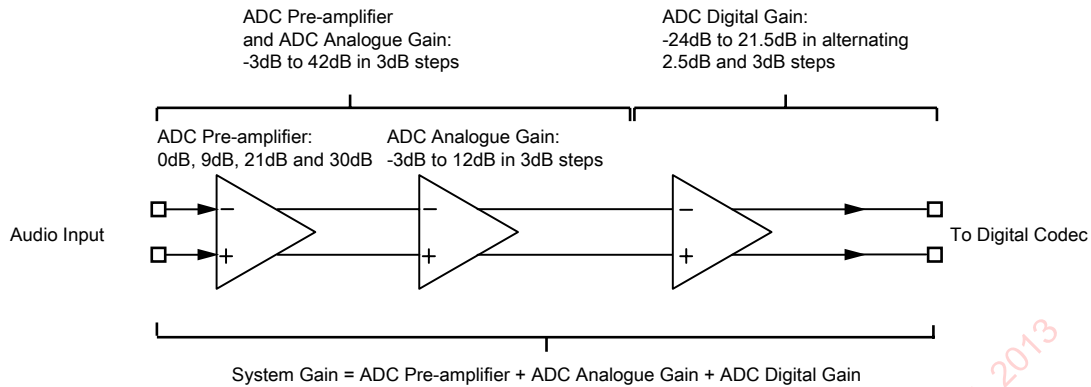 ADC Pre-amplifier
and ADC Analogue Gain:
-3dB to 42dB in 3dB steps
ADC Digital Gain:
-24dB to 21.5dB in alternating
2.5dB and 3dB steps
ADC Pre-amplifier:
0dB, 9dB, 21dB and 30dB
ADC Analogue Gain:
-3dB to 12dB in 3dB steps
Audio Input
− − −
+ + +
To Digital Codec
System Gain = ADC Pre-amplifier + ADC Analogue Gain + ADC Digital Gain
2013